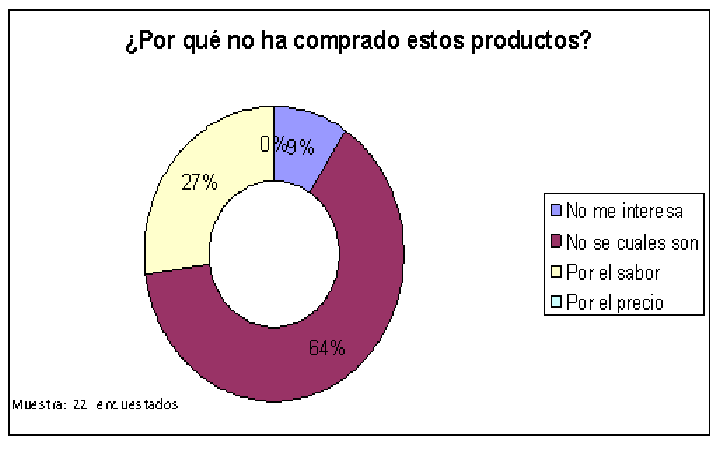 ¿Por qué no ha comprado estos productos?
0%
9%
27%
64%
No me interesa
No se cuales son
Por el sabor
Por el precio
Muestra: 22 encuestados